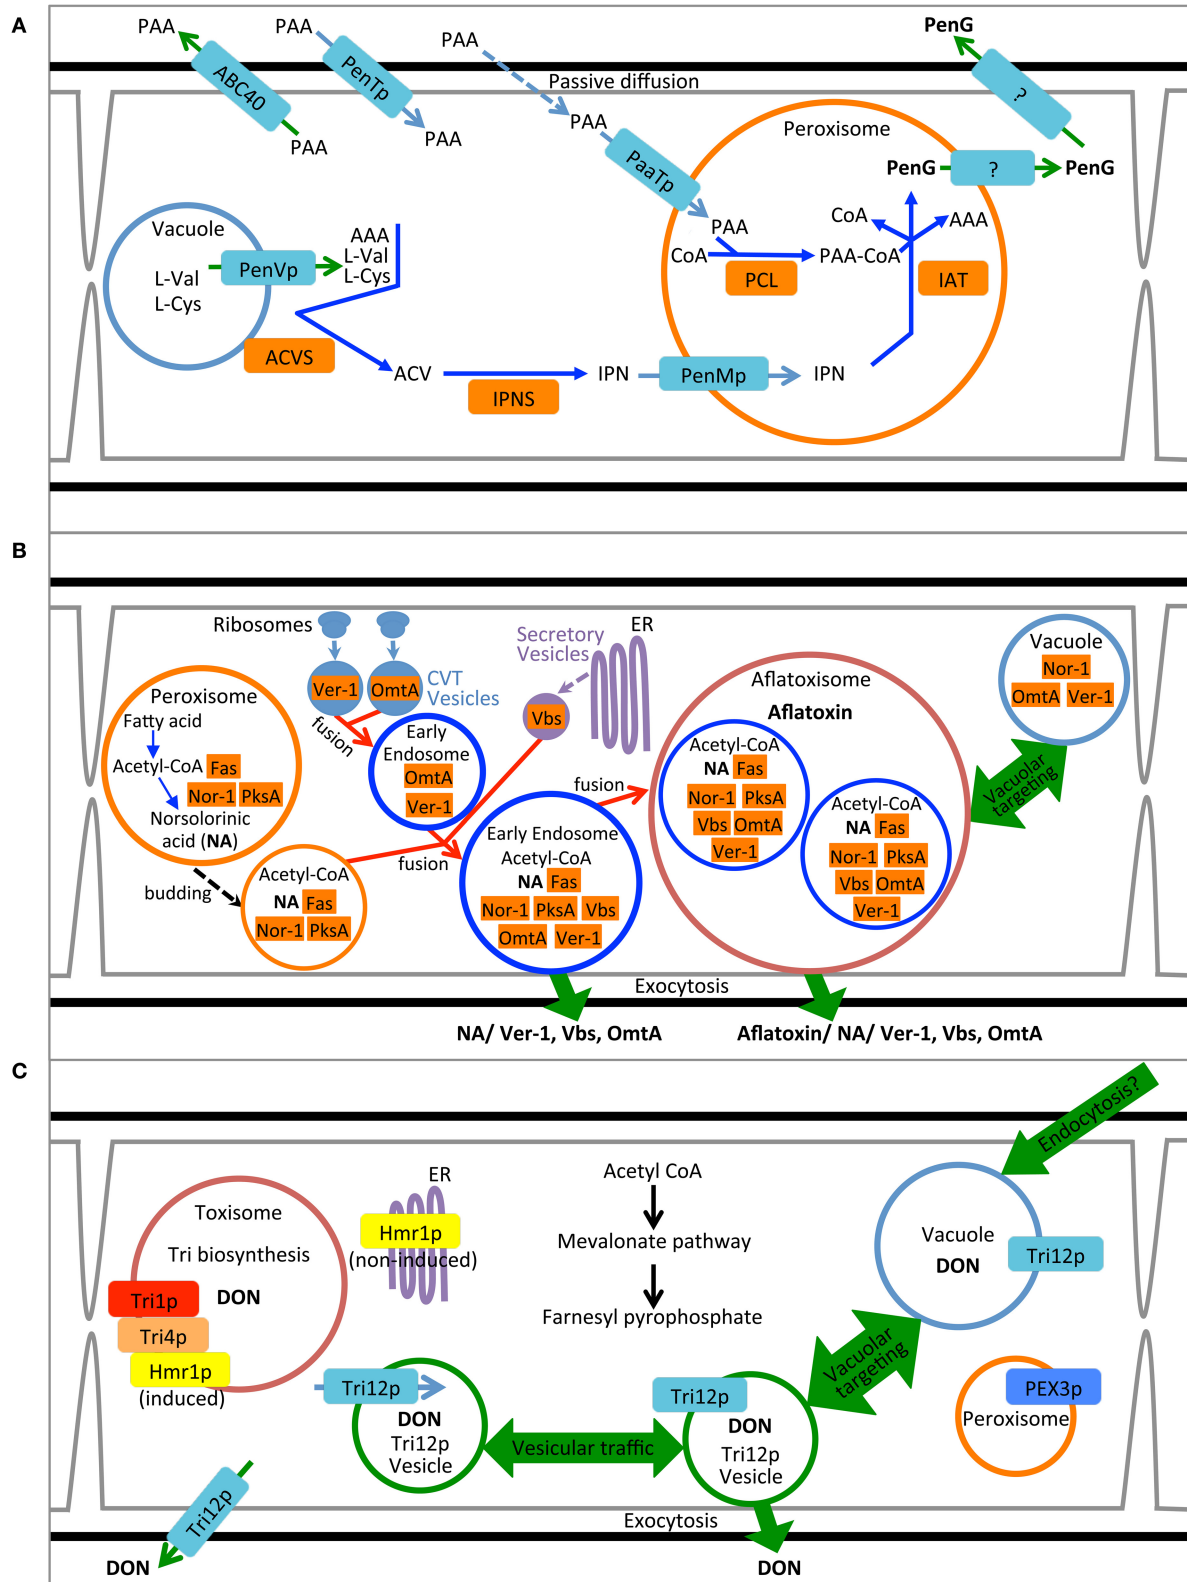 A
PAA
PAA
PAA
PenG
ABC40
PenTp
Passive diffusion
?
PAA
PAA
PAA
Peroxisome
PaaTp
PenG
?
PenG
Vacuole
L-Val
L-Cys
PenVp
AAA
L-Val
L-Cys
PAA
CoA
PCL
PAA-CoA
CoA
AAA
IAT
ACVS
ACV
IPNS
IPN
PenMp
IPN
B
Ribosomes
Ver-1
OmtA
CVT
Vesicles
Secretory
Vesicles
ER
Vbs
Peroxisome
Fatty acid
Acetyl-CoA Fas
Nor-1 PksA
Norsolorinic
acid (NA)
budding
Acetyl-CoA
NA Fas
Nor-1 PksA
fusion
Early
Endosome
OmtA
Ver-1
fusion
Early Endosome
Acetyl-CoA
NA Fas
Nor-1 PksA Vbs
OmtA Ver-1
fusion
Aflatoxisome
Aflatoxin
Acetyl-CoA
NA Fas
Nor-1 PksA
Vbs OmtA
Ver-1
Acetyl-CoA
NA Fas
Nor-1 PksA
Vbs OmtA
Ver-1
Vacuole
Nor-1
OmtA Ver-1
Vacuolar
targeting
Exocytosis
NA/ Ver-1, Vbs, OmtA
Aflatoxin/ NA/ Ver-1, Vbs, OmtA
C
Endocytosis?
Toxisome
Tri biosynthesis
DON
Tri1p
Tri4p
Hmr1p
(induced)
ER
Hmr1p
(non-induced)
Acetyl CoA
Mevalonate pathway
Farnesyl pyrophosphate
Vacuole
DON
Tri12p
Vacuolar
targeting
Tri12p
DON
Tri12p
Vesicle
Vesicular traffic
Tri12p
DON
Tri12p
Vesicle
PEX3p
Peroxisome
Tri12p
DON
Exocytosis
DON